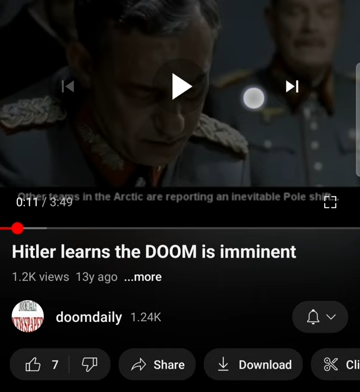 Other teams in the Arctic are reporting an inevitable Pole shift..
0:11 / 3:49
Hitler learns the DOOM is imminent
1.2K views 13y ago ...more
doomdaily 1.24K
7 Share Download Cli